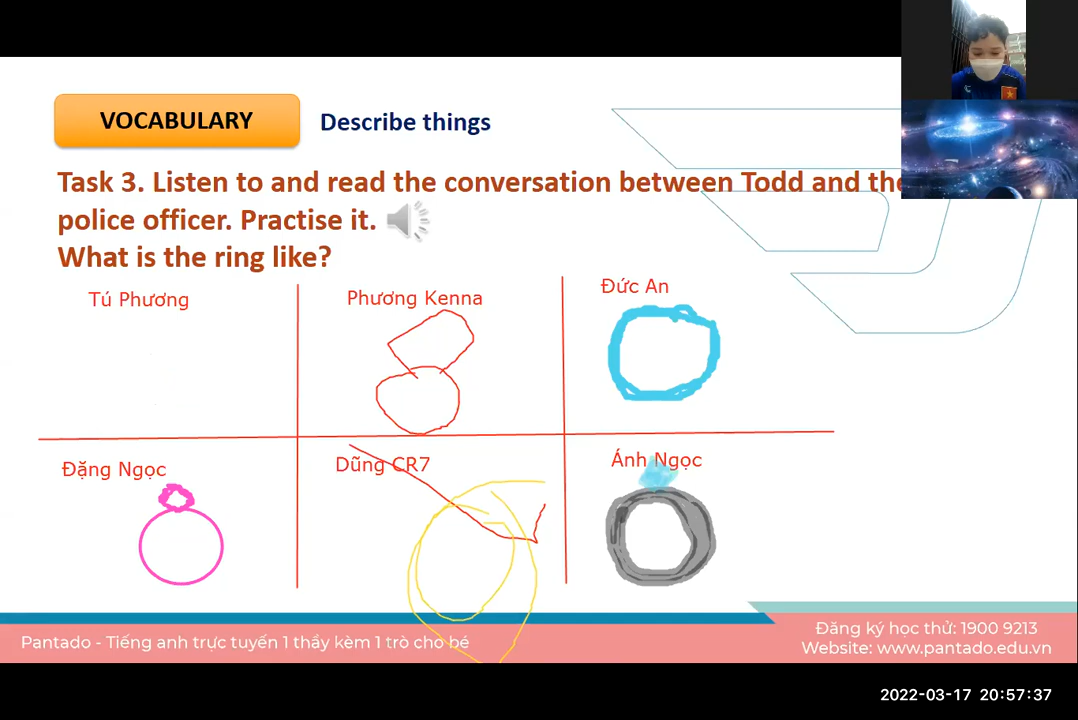 VOCABULARY
Describe things
Task 3. Listen to and read the conversation between Todd and the
police officer. Practise it.
What is the ring like?
Tú Phương
Phương Kenna
Đức An
Đặng Ngọc
Dũng CR7
Ánh Ngọc
Pantado - Tiếng anh trực tuyến 1 thầy kèm 1 trò cho bé
Đăng ký học thử: 1900 9213
Website: www.pantado.edu.vn
2022-03-17 20:57:37